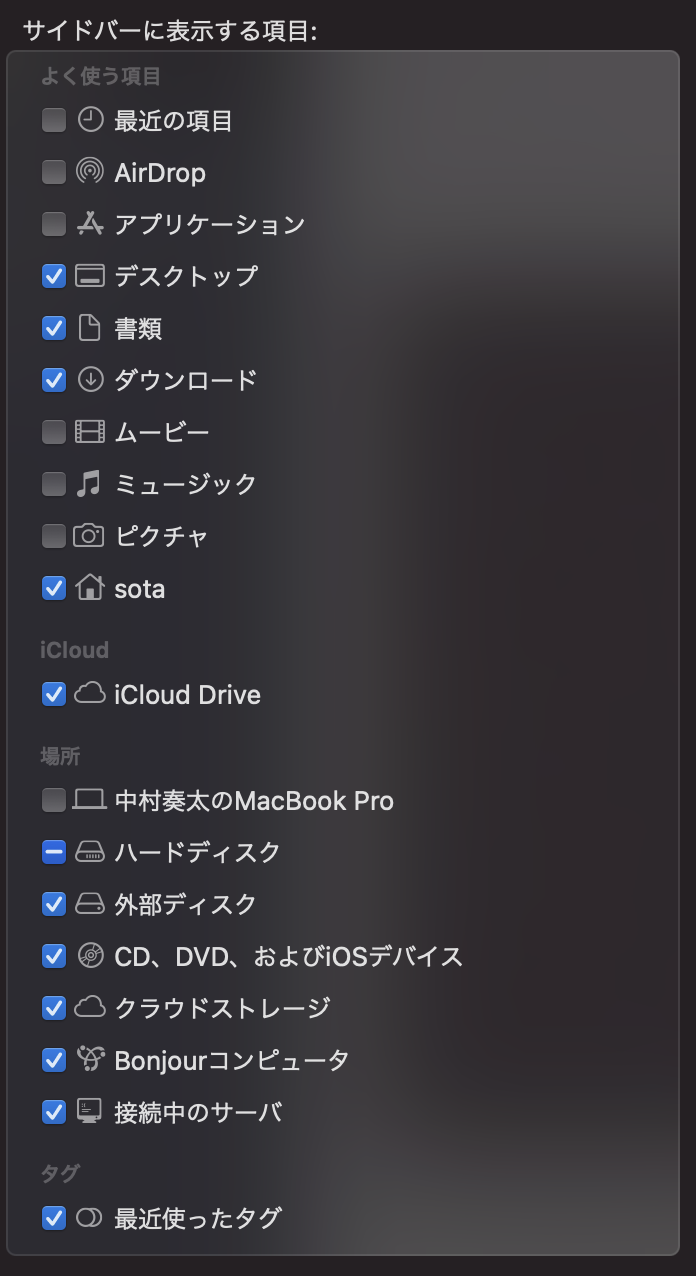 サイドバーに表示する項目:
よく使う項目
最近の項目
AirDrop
アプリケーション
デスクトップ
書類
ダウンロード
ムービー
ミュージック
ピクチャ
sota
iCloud
iCloud Drive
場所
中村奏太のMacBook Pro
ハードディスク
外部ディスク
CD、DVD、およびiOSデバイス
クラウドストレージ
Bonjourコンピュータ
接続中のサーバ
タグ
最近使ったタグ